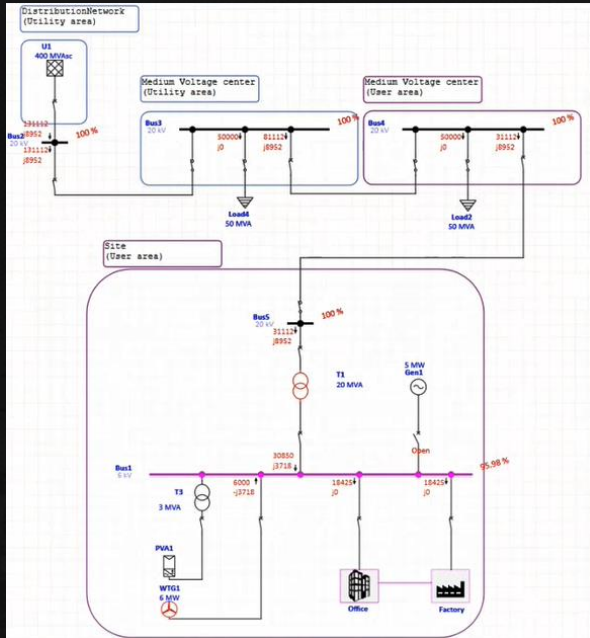 DistributionNetwork
(Utility area)
U1
400 MVAsc
131112
j8952
Bus2
20 kV
100 %
131112
j8952
Medium Voltage center
(Utility area)
Bus3
20 kV
50000
j0
81112
j8952
100 %
Load4
50 MVA
Medium Voltage center
(User area)
Bus4
20 kV
50000
j0
31112
j8952
100 %
Load2
50 MVA
Site
(User area)
Bus5
20 kV
100 %
31112
j8952
T1
20 MVA
5 MW
Gen1
Open
30850
j3718
Bus1
6 kV
95.98 %
T3
3 MVA
6000
-j3718
18425
j0
18425
j0
PVA1
WTG1
6 MW
Office
Factory